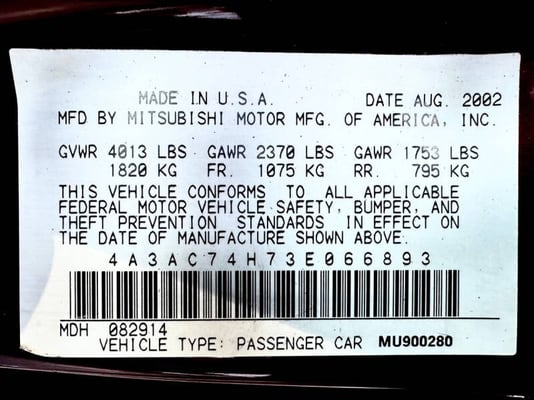 MADE IN U.S.A. DATE AUG. 2002
MFD BY MITSUBISHI MOTOR MFG. OF AMERICA, INC.
GVWR 4013 LBS GAWR 2370 LBS GAWR 1753 LBS
1820 KG FR. 1075 KG RR. 795 KG
THIS VEHICLE CONFORMS TO ALL APPLICABLE
FEDERAL MOTOR VEHICLE SAFETY, BUMPER, AND
THEFT PREVENTION STANDARDS IN EFFECT ON
THE DATE OF MANUFACTURE SHOWN ABOVE.
4A3AC74H73E066893
MDH 082914
VEHICLE TYPE: PASSENGER CAR MU900280